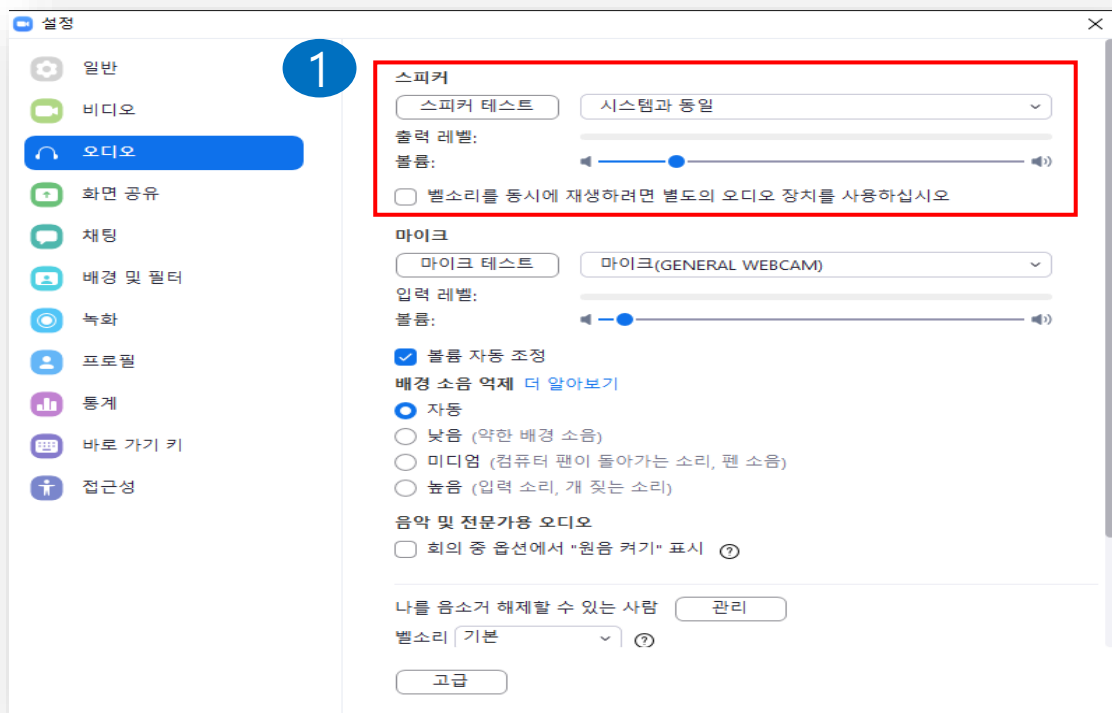 설정
일반
비디오
오디오
화면 공유
채팅
배경 및 필터
녹화
프로필
통계
바로 가기 키
접근성
1
스피커
스피커 테스트 시스템과 동일
출력 레벨:
볼륨:
벨소리를 동시에 재생하려면 별도의 오디오 장치를 사용하십시오
마이크
마이크 테스트 마이크(GENERAL WEBCAM)
입력 레벨:
볼륨:
볼륨 자동 조정
배경 소음 억제 더 알아보기
자동
낮음 (약한 배경 소음)
미디엄 (컴퓨터 팬이 돌아가는 소리, 펜 소음)
높음 (입력 소리, 개 짖는 소리)
음악 및 전문가용 오디오
회의 중 옵션에서 "원음 켜기" 표시 ?
나를 음소거 해제할 수 있는 사람 관리
벨소리 기본 ?
고급